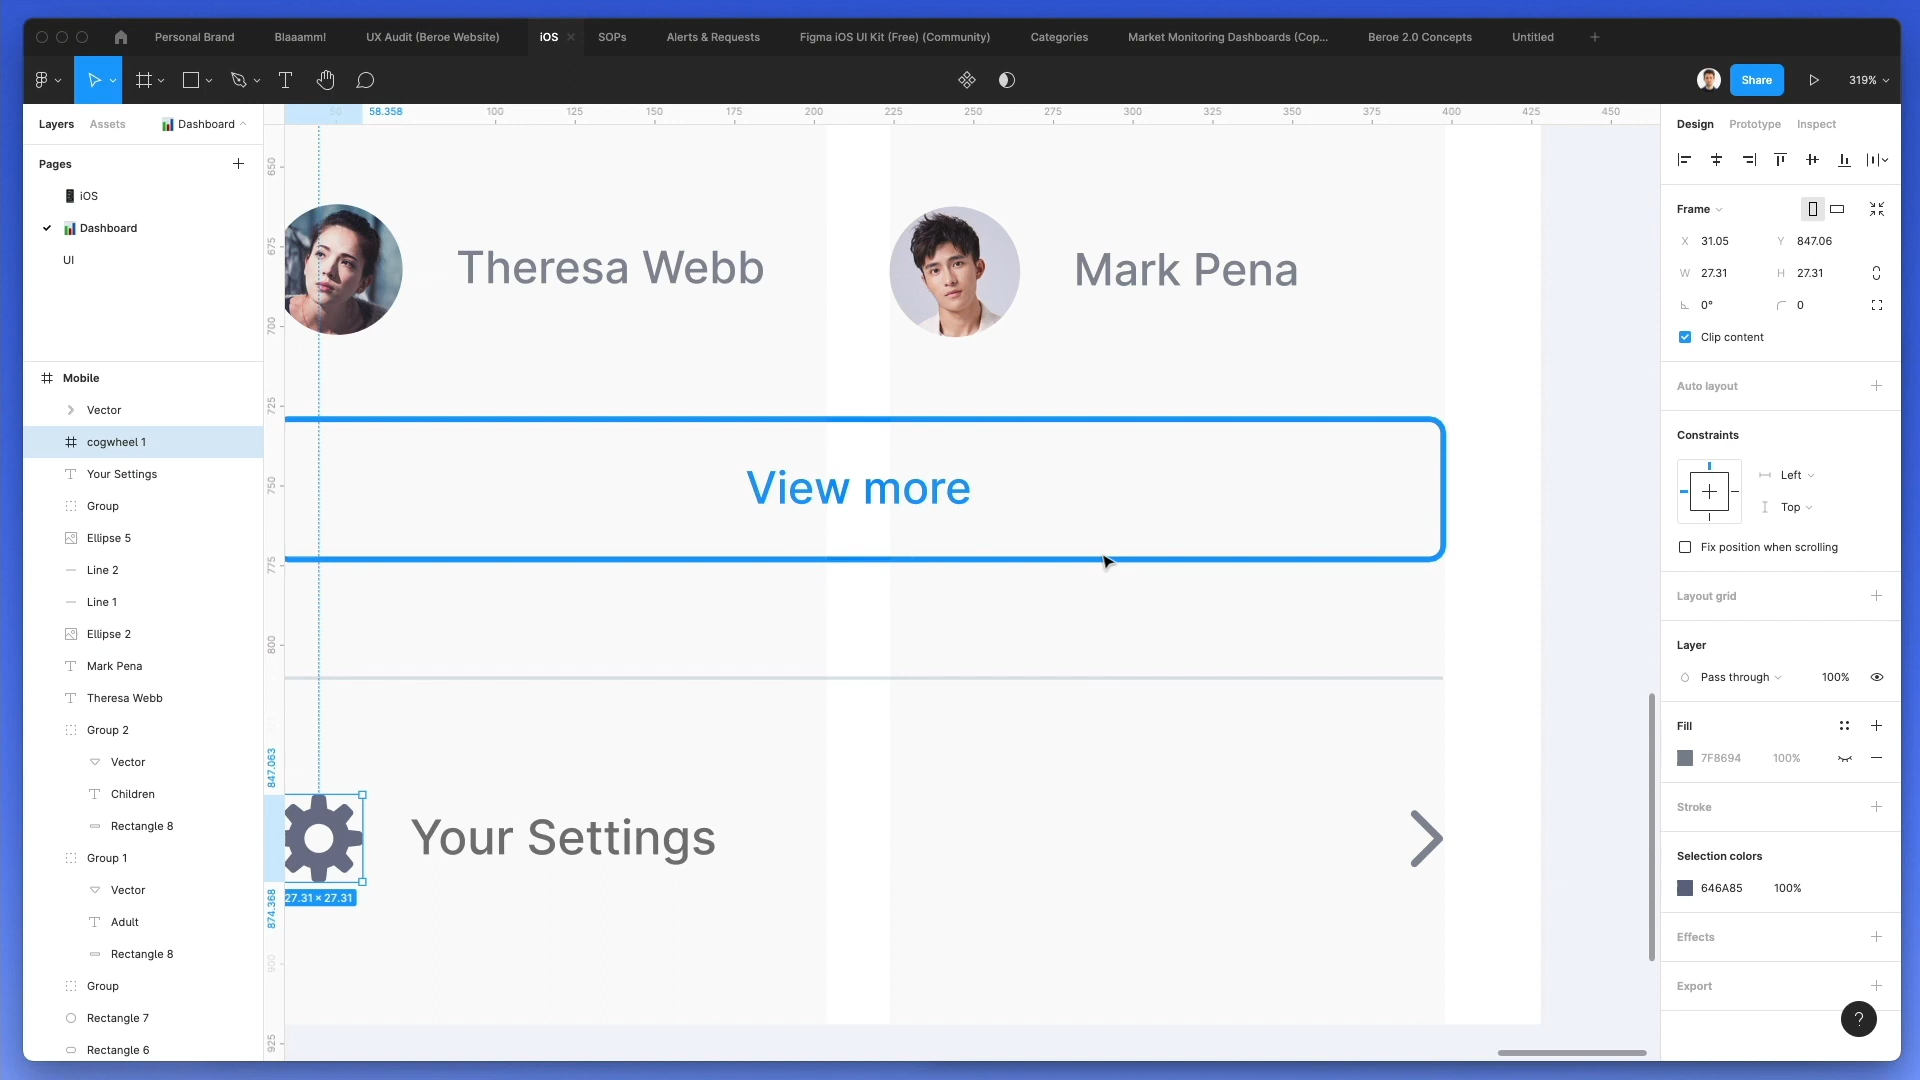 Personal Brand
Blaaamm!
UX Audit (Beroe Website)
iOS
SOPs
Alerts & Requests
Figma iOS UI Kit (Free) (Community)
Categories
Market Monitoring Dashboards (Cop...
Beroe 2.0 Concepts
Untitled
Share
319%
Layers
Assets
Dashboard
Pages
iOS
Dashboard
UI
Mobile
Vector
cogwheel 1
Your Settings
Group
Ellipse 5
Line 2
Line 1
Ellipse 2
Mark Pena
Theresa Webb
Group 2
Vector
Children
Rectangle 8
Group 1
Vector
Adult
Rectangle 8
Group
Rectangle 7
Rectangle 6
50
58.358
100
125
150
175
200
225
250
275
300
325
350
375
400
425
450
650
675
700
725
750
775
800
847.063
874.368
900
925
Theresa Webb
Mark Pena
View more
Your Settings
27.31 × 27.31
Design
Prototype
Inspect
Frame
X 31.05
Y 847.06
W 27.31
H 27.31
0°
0
Clip content
Auto layout
Constraints
Left
Top
Fix position when scrolling
Layout grid
Layer
Pass through
100%
Fill
7F8694
100%
Stroke
Selection colors
646A85
100%
Effects
Export
?